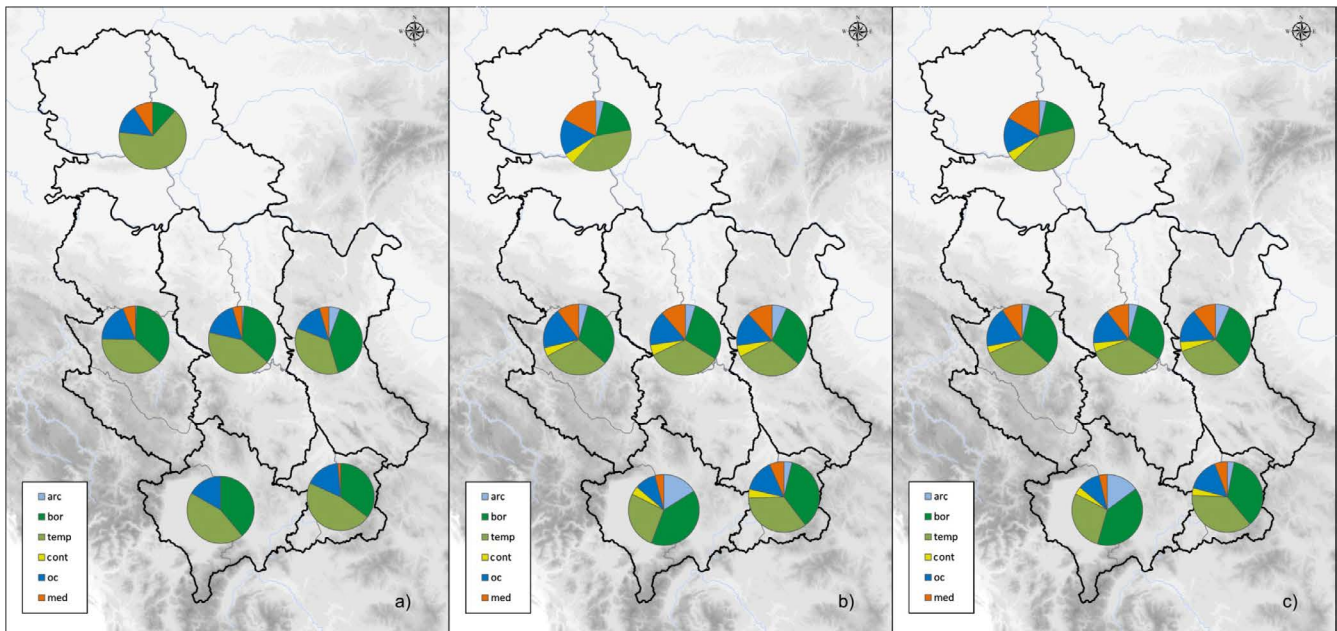 N
W E
S
arc
bor
temp
cont
oc
med
a)
N
W E
S
arc
bor
temp
cont
oc
med
b)
N
W E
S
arc
bor
temp
cont
oc
med
c)